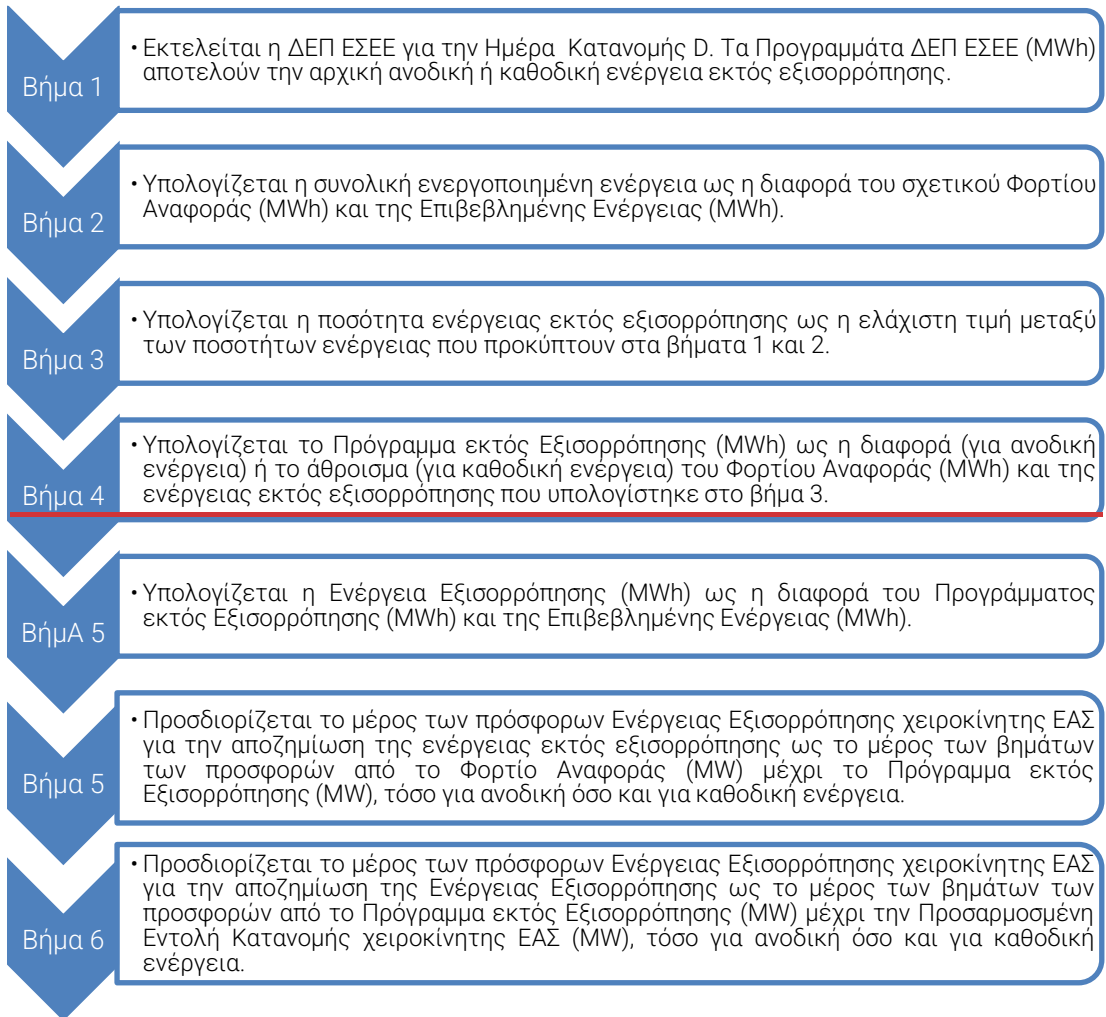 Βήμα 1
• Εκτελείται η ΔΕΠ ΕΣΕΕ για την Ημέρα Κατανομής D. Τα Προγραμμάτα ΔΕΠ ΕΣΕΕ (MWh)
αποτελούν την αρχική ανοδική ή καθοδική ενέργεια εκτός εξισορρόπησης.
Βήμα 2
• Υπολογίζεται η συνολική ενεργοποιημένη ενέργεια ως η διαφορά του σχετικού Φορτίου
Αναφοράς (MWh) και της Επιβεβλημένης Ενέργειας (MWh).
Βήμα 3
• Υπολογίζεται η ποσότητα ενέργειας εκτός εξισορρόπησης ως η ελάχιστη τιμή μεταξύ
των ποσοτήτων ενέργειας που προκύπτουν στα βήματα 1 και 2.
Βήμα 4
• Υπολογίζεται το Πρόγραμμα εκτός Εξισορρόπησης (MWh) ως η διαφορά (για ανοδική
ενέργεια) ή το άθροισμα (για καθοδική ενέργεια) του Φορτίου Αναφοράς (MWh) και της
ενέργειας εκτός εξισορρόπησης που υπολογίστηκε στο βήμα 3.
ΒήμΑ 5
• Υπολογίζεται η Ενέργεια Εξισορρόπησης (MWh) ως η διαφορά του Προγράμματος
εκτός Εξισορρόπησης (MWh) και της Επιβεβλημένης Ενέργειας (MWh).
Βήμα 5
• Προσδιορίζεται το μέρος των πρόσφορων Ενέργειας Εξισορρόπησης χειροκίνητης ΕΑΣ
για την αποζημίωση της ενέργειας εκτός εξισορρόπησης ως το μέρος των βημάτων
των προσφορών από το Φορτίο Αναφοράς (MW) μέχρι το Πρόγραμμα εκτός
Εξισορρόπησης (MW), τόσο για ανοδική όσο και για καθοδική ενέργεια.
Βήμα 6
• Προσδιορίζεται το μέρος των πρόσφορων Ενέργειας Εξισορρόπησης χειροκίνητης ΕΑΣ
για την αποζημίωση της Ενέργειας Εξισορρόπησης ως το μέρος των βημάτων των
προσφορών από το Πρόγραμμα εκτός Εξισορρόπησης (MW) μέχρι την Προσαρμοσμένη
Εντολή Κατανομής χειροκίνητης ΕΑΣ (MW), τόσο για ανοδική όσο και για καθοδική
ενέργεια.